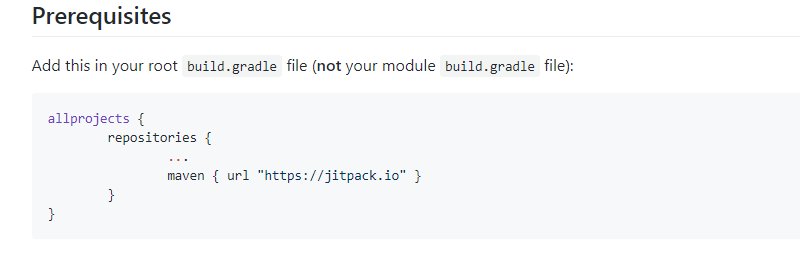 Prerequisites
Add this in your root build.gradle file (not your module build.gradle file):
allprojects {
        repositories {
                ...
                maven { url "https://jitpack.io" }
        }
}